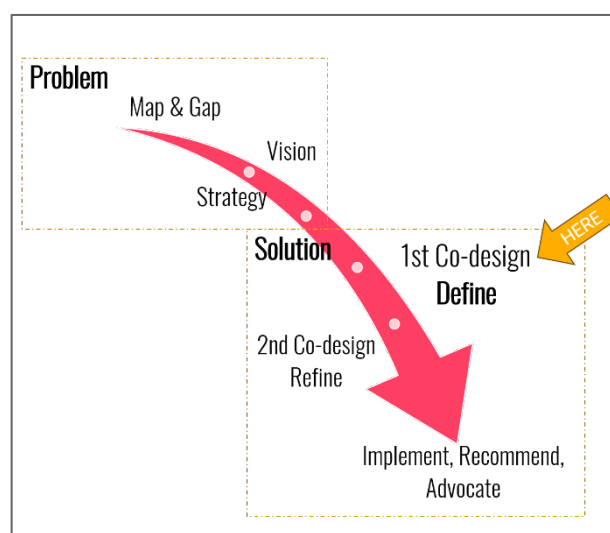 Problem
Map & Gap
Vision
Strategy
HERE
Solution
1st Co-design
Define
2nd Co-design
Refine
Implement, Recommend,
Advocate